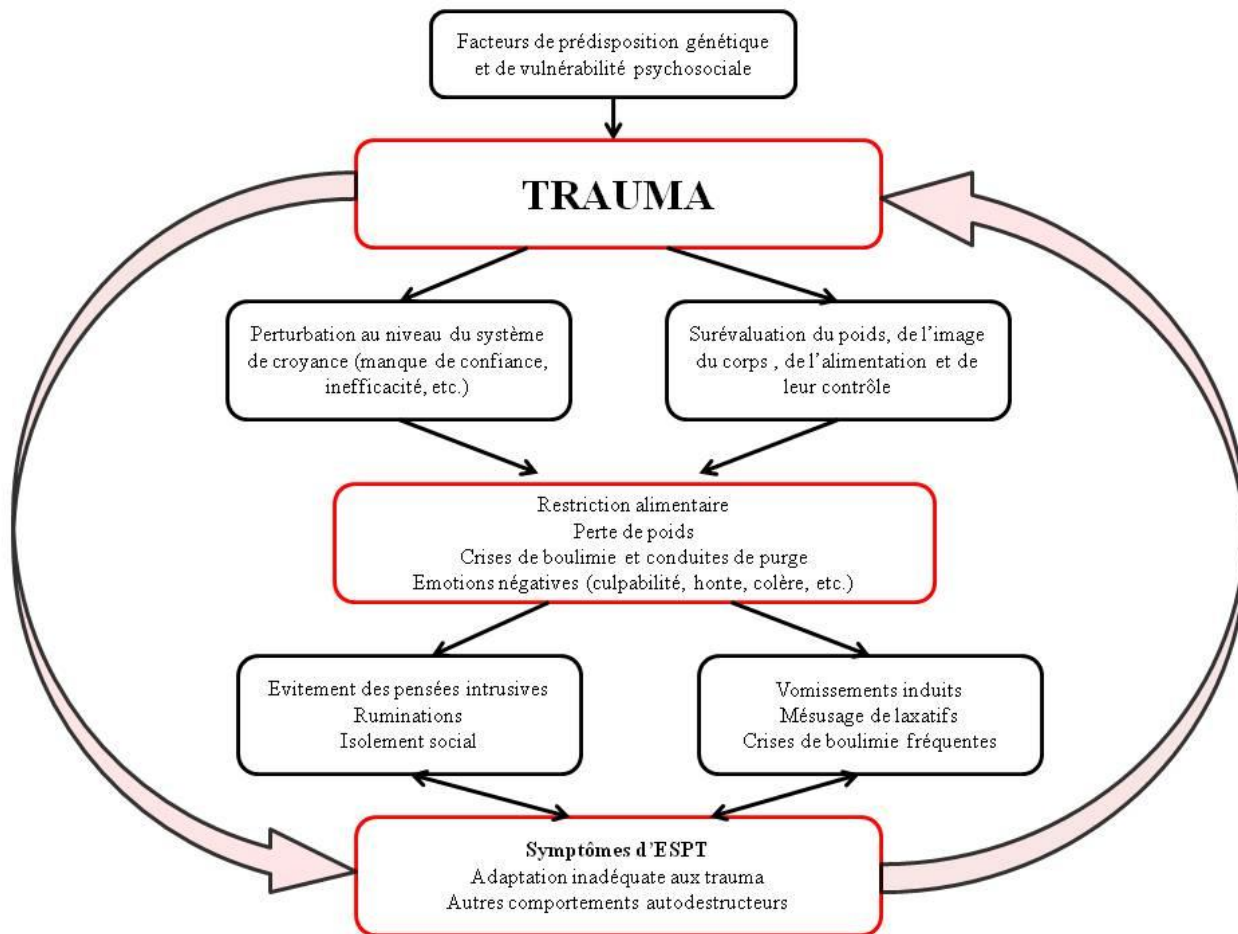 Facteurs de prédisposition génétique
et de vulnérabilité psychosociale
TRAUMA
Perturbation au niveau du système
de croyance (manque de confiance,
inefficacité, etc.)
Surévaluation du poids, de l'image
du corps , de l'alimentation et de
leur contrôle
Restriction alimentaire
Perte de poids
Crises de boulimie et conduites de purge
Emotions négatives (culpabilité, honte, colère, etc.)
Evitement des pensées intrusives
Ruminations
Isolement social
Vomissements induits
Mésusage de laxatifs
Crises de boulimie fréquentes
Symptômes d'ESPT
Adaptation inadéquate aux trauma
Autres comportements autodestructeurs